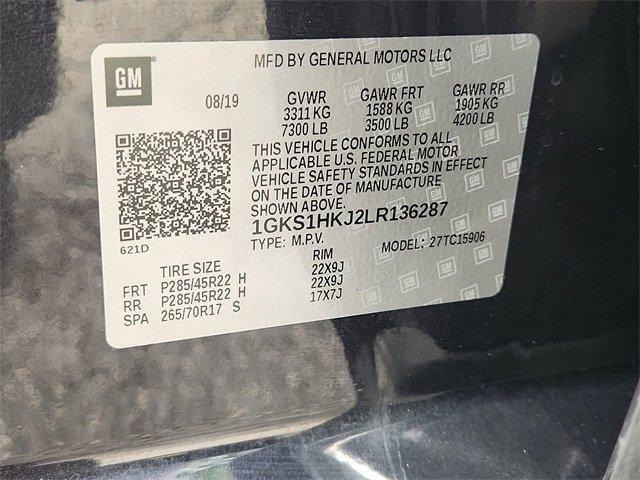 GM
MFD BY GENERAL MOTORS LLC
08/19
GVWR GAWR FRT GAWR RR
3311 KG 1588 KG 1905 KG
7300 LB 3500 LB 4200 LB
THIS VEHICLE CONFORMS TO ALL
APPLICABLE U.S. FEDERAL MOTOR
VEHICLE SAFETY STANDARDS IN EFFECT
ON THE DATE OF MANUFACTURE
SHOWN ABOVE.
1GKS1HKJ2LR136287
621D
TYPE: M.P.V. MODEL: 27TC15906
TIRE SIZE RIM
FRT P285/45R22 H 22X9J
RR P285/45R22 H 22X9J
SPA 265/70R17 S 17X7J